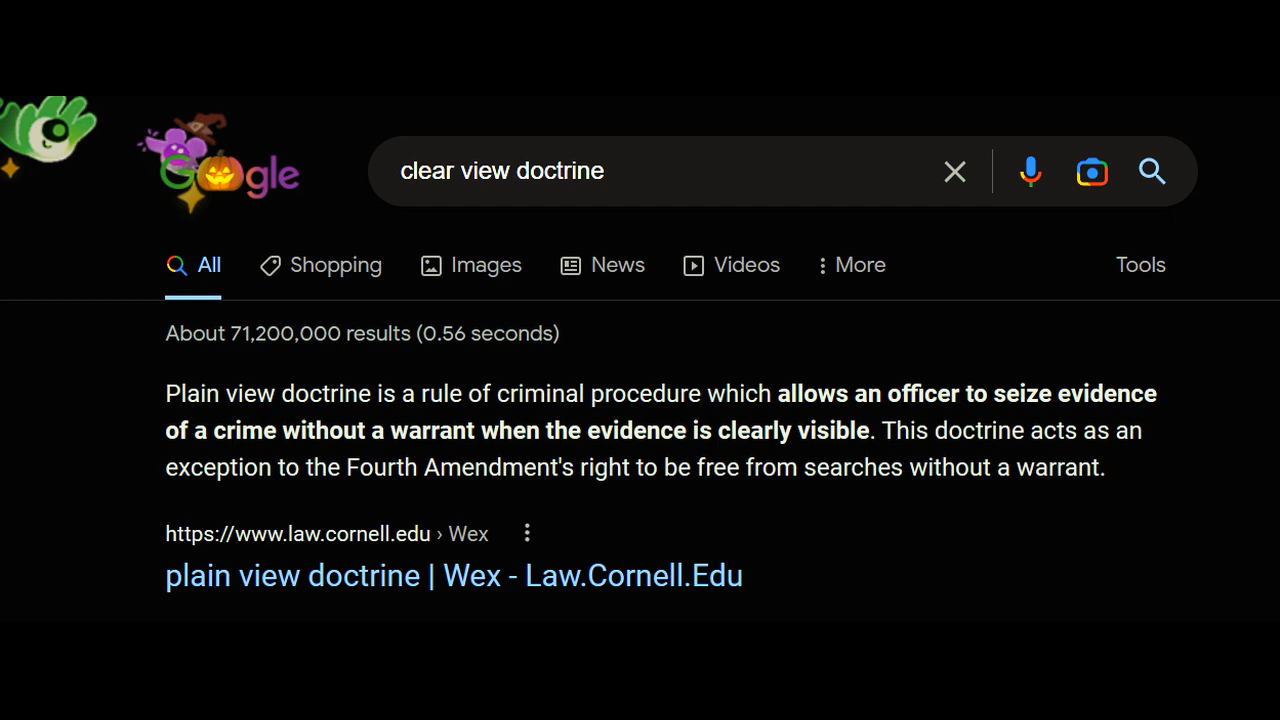 Google
clear view doctrine
All Shopping Images News Videos More Tools
About 71,200,000 results (0.56 seconds)
Plain view doctrine is a rule of criminal procedure which allows an officer to seize evidence
of a crime without a warrant when the evidence is clearly visible. This doctrine acts as an
exception to the Fourth Amendment's right to be free from searches without a warrant.
https://www.law.cornell.edu › Wex
plain view doctrine | Wex - Law.Cornell.Edu